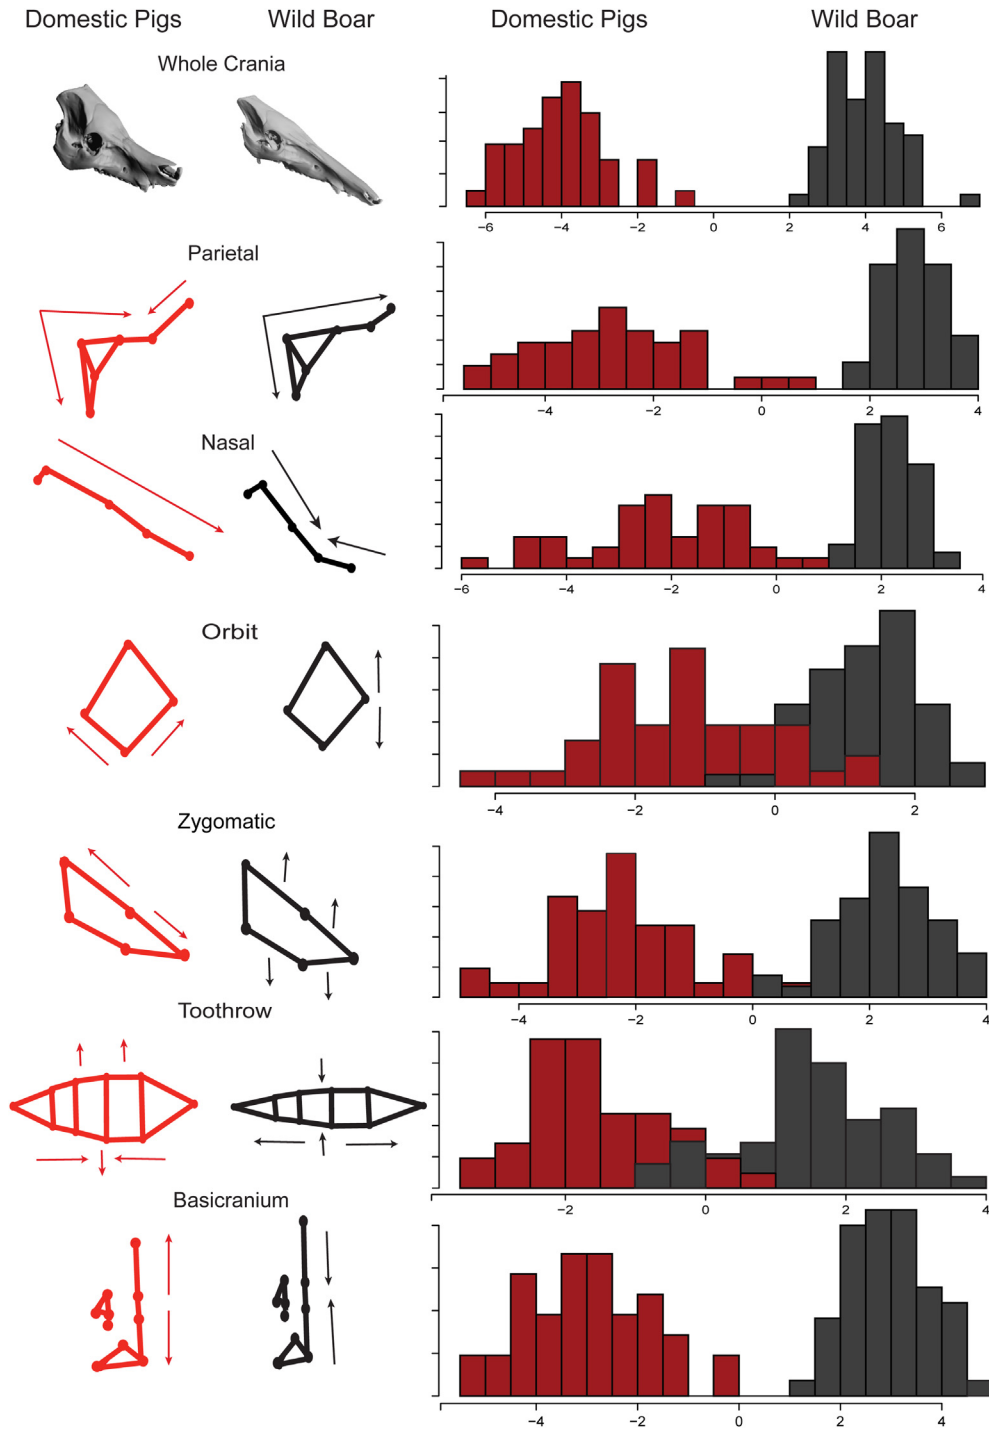 Domestic Pigs Wild Boar Domestic Pigs Wild Boar
Whole Crania
−6 −4 −2 0 2 4 6
Parietal
−4 −2 0 2 4
Nasal
−6 −4 −2 0 2 4
Orbit
−4 −2 0 2
Zygomatic
−4 −2 0 2 4
Toothrow
−2 0 2 4
Basicranium
−4 −2 0 2 4